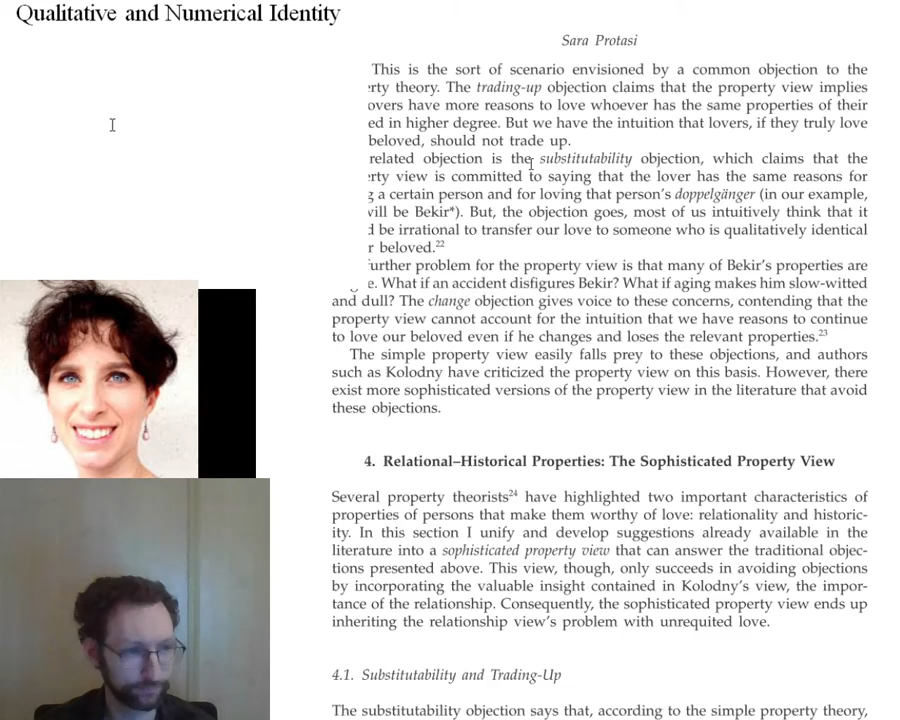 Qualitative and Numerical Identity
Sara Protasi
This is the sort of scenario envisioned by a common objection to the
rty theory. The trading-up objection claims that the property view implies
overs have more reasons to love whoever has the same properties of their
ed in higher degree. But we have the intuition that lovers, if they truly love
beloved, should not trade up.
related objection is the substitutability objection, which claims that the
rty view is committed to saying that the lover has the same reasons for
g a certain person and for loving that person's doppelgänger (in our example,
will be Bekir*). But, the objection goes, most of us intuitively think that it
d be irrational to transfer our love to someone who is qualitatively identical
r beloved.22
further problem for the property view is that many of Bekir's properties are
e. What if an accident disfigures Bekir? What if aging makes him slow-witted
and dull? The change objection gives voice to these concerns, contending that the
property view cannot account for the intuition that we have reasons to continue
to love our beloved even if he changes and loses the relevant properties.23
The simple property view easily falls prey to these objections, and authors
such as Kolodny have criticized the property view on this basis. However, there
exist more sophisticated versions of the property view in the literature that avoid
these objections.
4. Relational–Historical Properties: The Sophisticated Property View
Several property theorists24 have highlighted two important characteristics of
properties of persons that make them worthy of love: relationality and historic-
ity. In this section I unify and develop suggestions already available in the
literature into a sophisticated property view that can answer the traditional objec-
tions presented above. This view, though, only succeeds in avoiding objections
by incorporating the valuable insight contained in Kolodny's view, the impor-
tance of the relationship. Consequently, the sophisticated property view ends up
inheriting the relationship view's problem with unrequited love.
4.1. Substitutability and Trading-Up
The substitutability objection says that, according to the simple property theory,